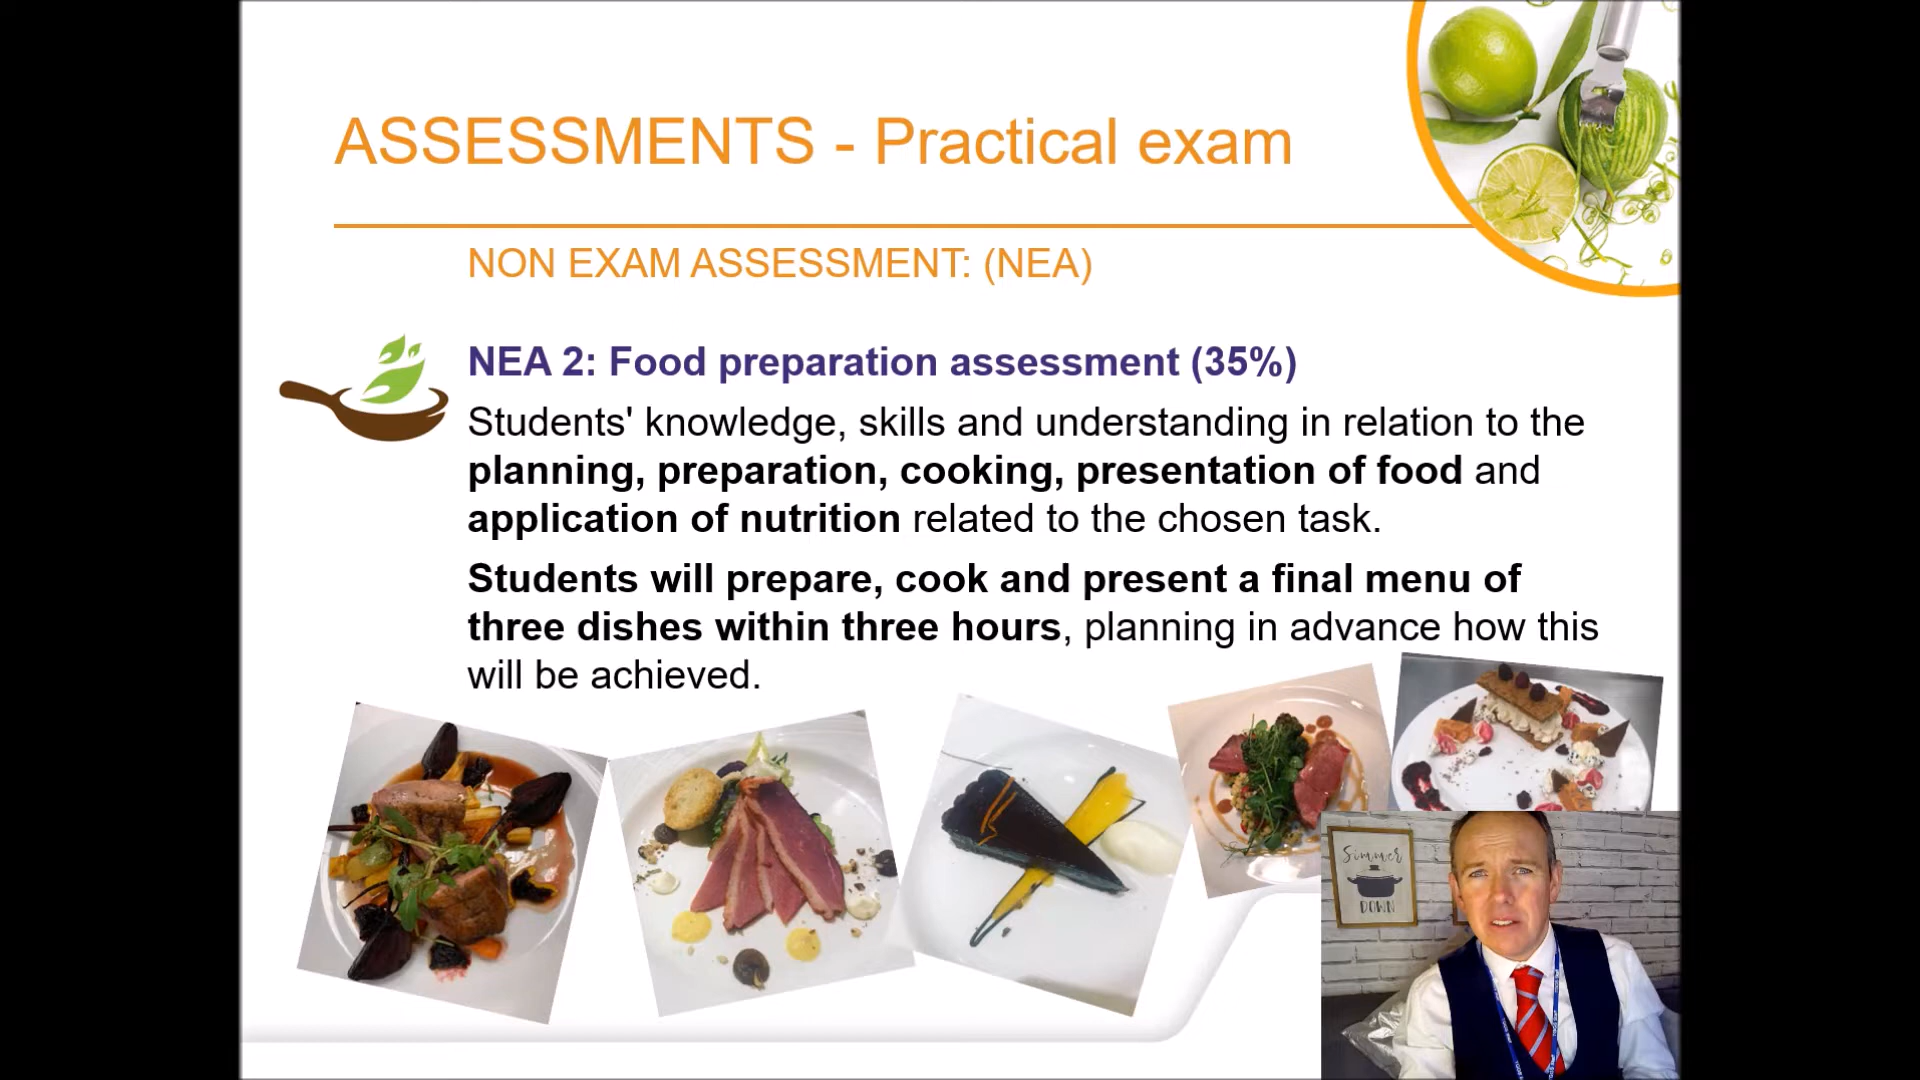 ASSESSMENTS - Practical exam
NON EXAM ASSESSMENT: (NEA)
NEA 2: Food preparation assessment (35%)
Students' knowledge, skills and understanding in relation to the
planning, preparation, cooking, presentation of food and
application of nutrition related to the chosen task.
Students will prepare, cook and present a final menu of
three dishes within three hours, planning in advance how this
will be achieved.
Simmer
DOWN